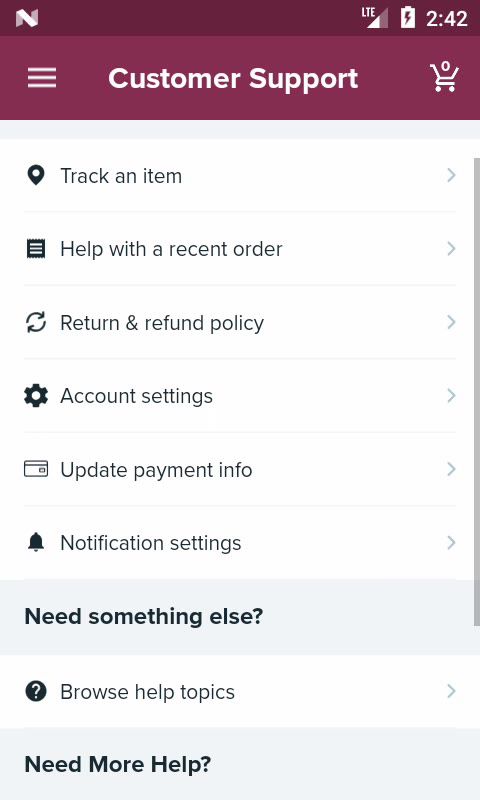 LTE 2:42
Customer Support
0
Track an item
Help with a recent order
Return & refund policy
Account settings
Update payment info
Notification settings
Need something else?
Browse help topics
Need More Help?